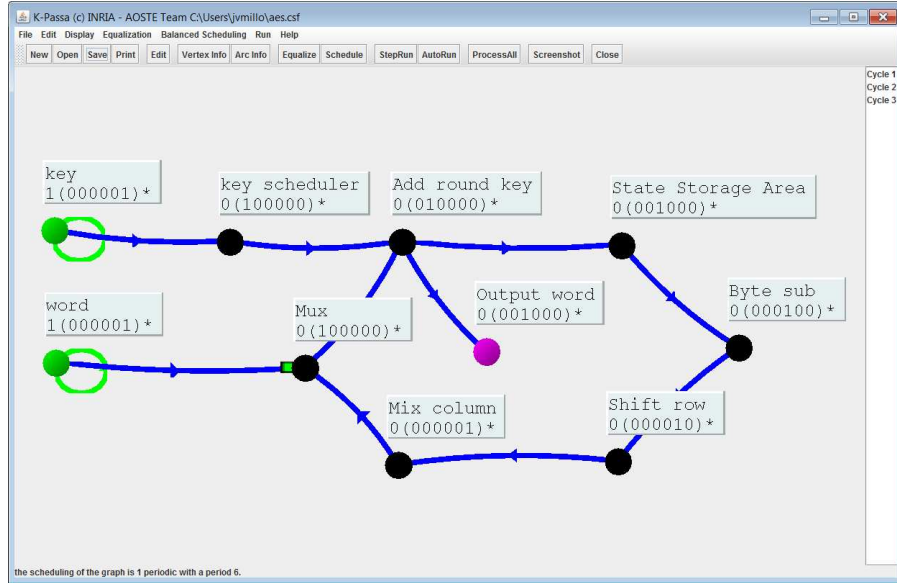 K-Passa (c) INRIA - AOSTE Team C:\Users\jvmillo\aes.csf
File Edit Display Equalization Balanced Scheduling Run Help
New Open Save Print Edit Vertex Info Arc Info Equalize Schedule StepRun AutoRun ProcessAll Screenshot Close
Cycle 1
Cycle 2
Cycle 3
key
1(000001)*
key scheduler
0(100000)*
Add round key
0(010000)*
State Storage Area
0(001000)*
word
1(000001)*
Mux
0(100000)*
Output word
0(001000)*
Byte sub
0(000100)*
Mix column
0(000001)*
Shift row
0(000010)*
the scheduling of the graph is 1 periodic with a period 6.